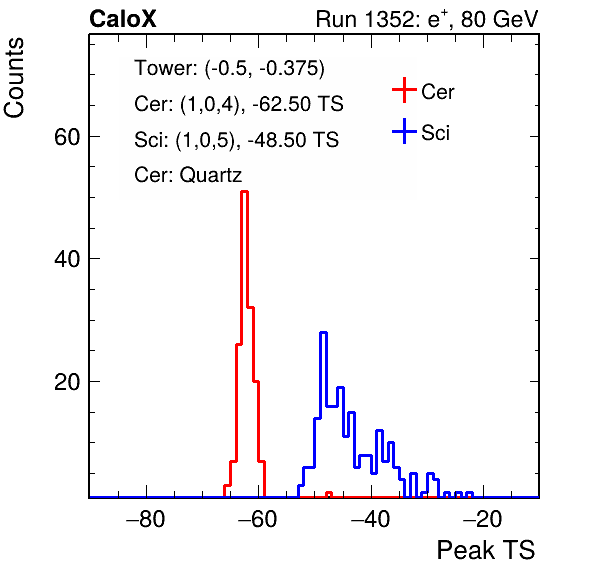 CaloX Run 1352: e⁺, 80 GeV
Counts
Tower: (-0.5, -0.375)
Cer: (1,0,4), -62.50 TS
Sci: (1,0,5), -48.50 TS
Cer: Quartz
Cer
Sci
60
40
20
−80 −60 −40 −20
Peak TS